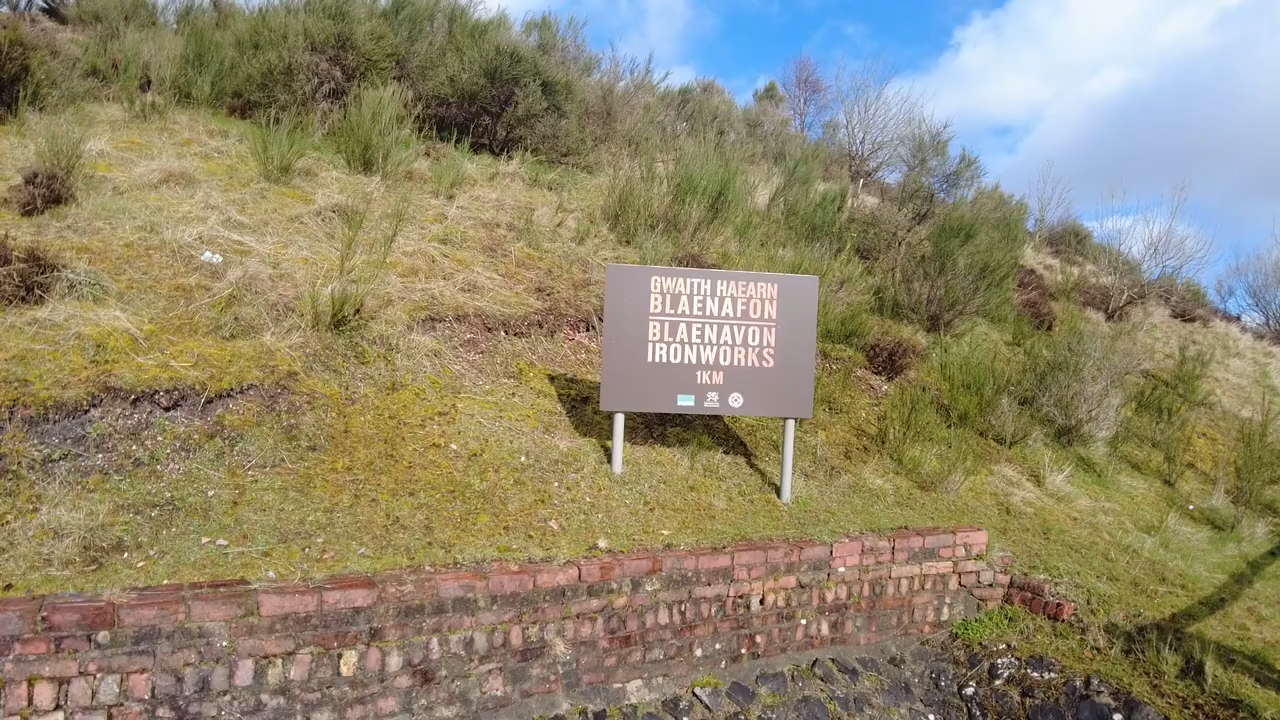 GWAITH HAEARN
BLAENAFON
BLAENAVON
IRONWORKS
1KM